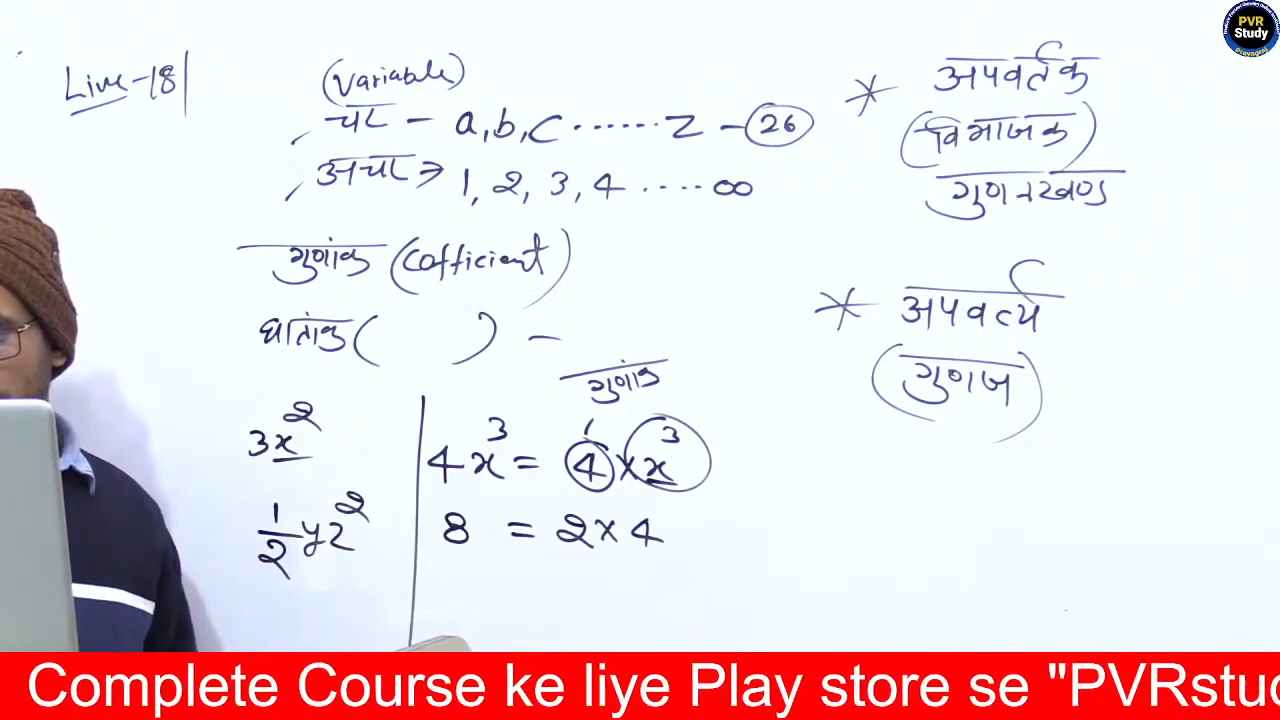 Live-18
(Variable)
चर - a, b, c ...... z - 26
अचर ⇒ 1, 2, 3, 4 .... ∞
गुणांक (Cofficient)
घातांक ( ) -
गुणांक
3x²
4x³ = 4 × x³
1/2 yz²
8 = 2 × 4
* अपवर्तक
(विभाजक)
गुणनखण्ड
* अपवर्त्य
(गुणज)
PVR
Study
Prayagraj
Complete Course ke liye Play store se "PVRstu